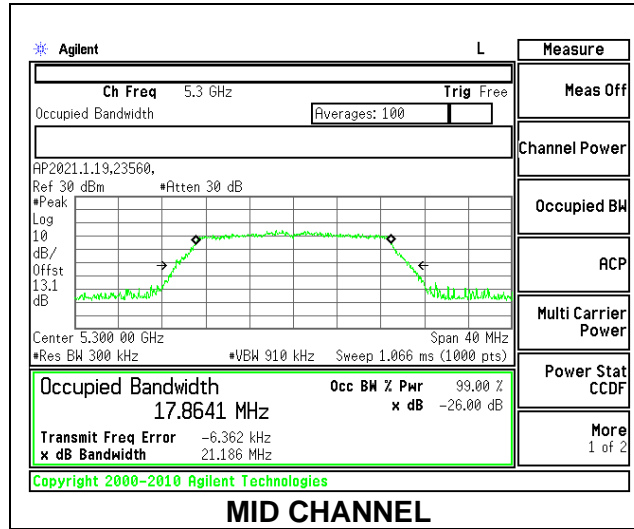 Agilent L Measure
Ch Freq 5.3 GHz Trig Free
Meas Off
Occupied Bandwidth Averages: 100
Channel Power
AP2021.1.19,23560,
Ref 30 dBm #Atten 30 dB
#Peak
Log
10
dB/
Offst
13.1
dB
Occupied BW
ACP
Center 5.300 00 GHz Span 40 MHz
#Res BW 300 kHz #VBW 910 kHz Sweep 1.066 ms (1000 pts)
Multi Carrier
Power
Occupied Bandwidth Occ BW % Pwr 99.00 %
17.8641 MHz x dB -26.00 dB
Power Stat
CCDF
Transmit Freq Error -6.362 kHz
x dB Bandwidth 21.186 MHz
More
1 of 2
Copyright 2000-2010 Agilent Technologies
MID CHANNEL